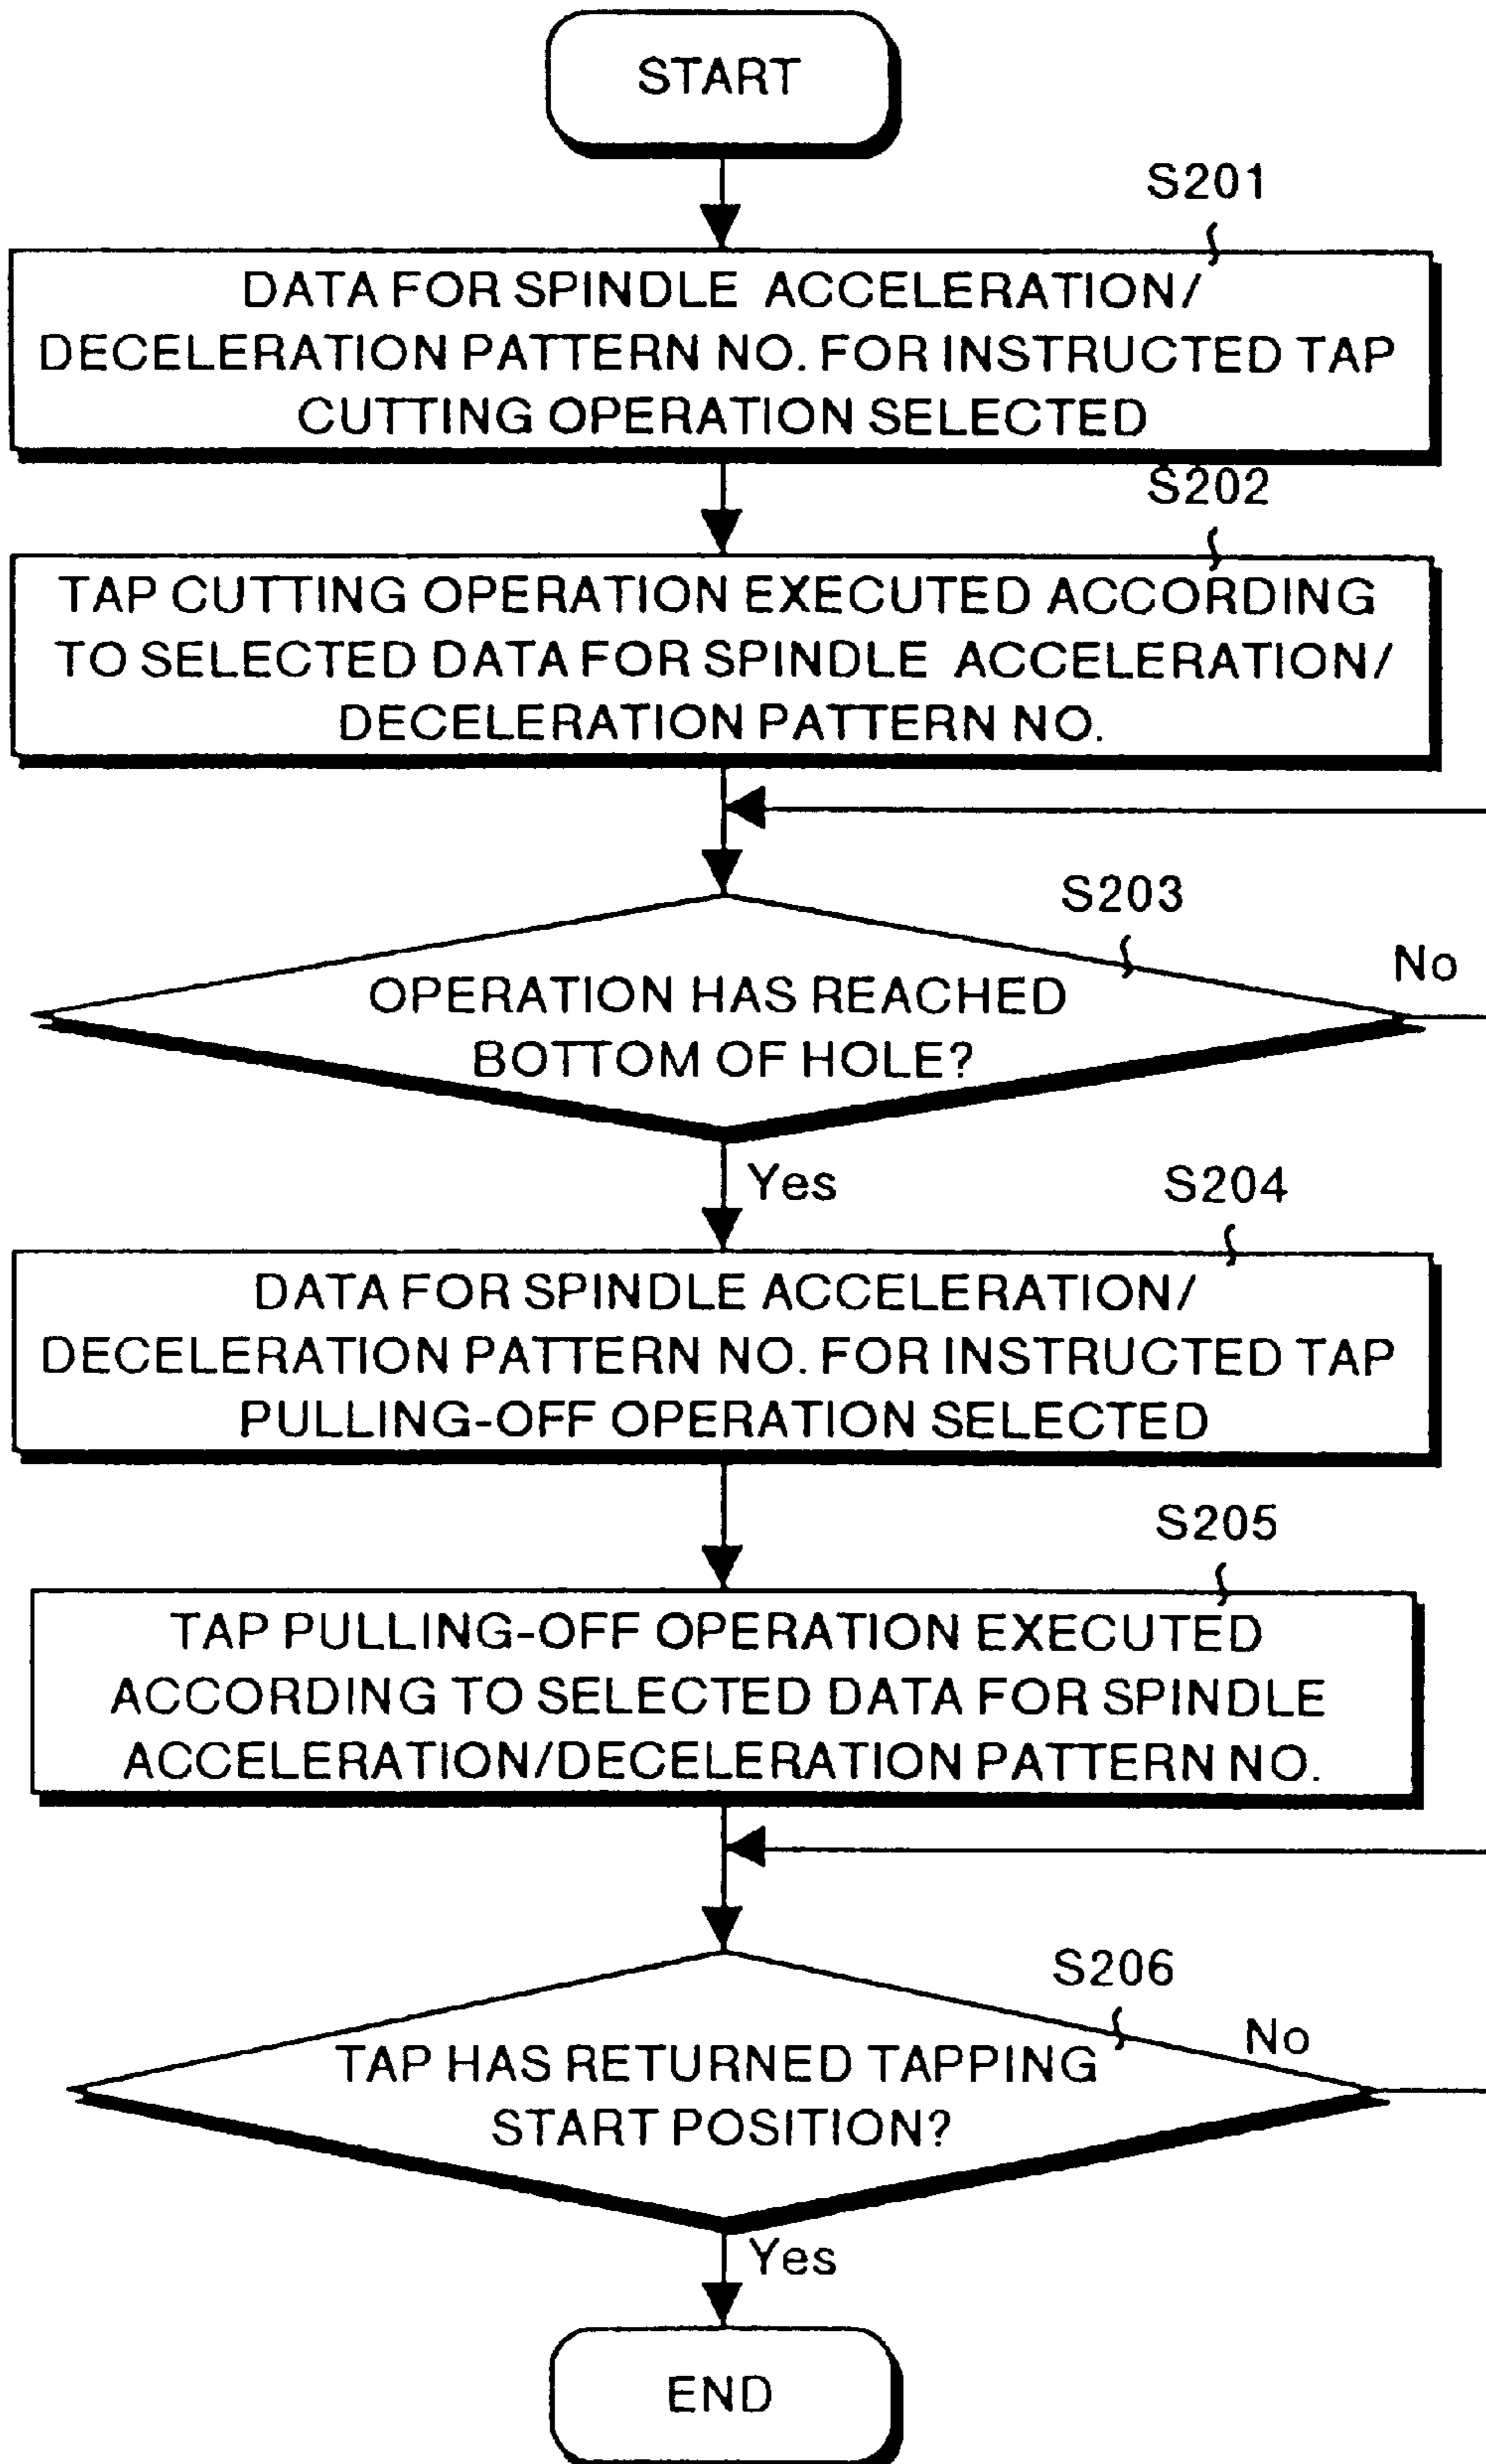 START
S201
DATA FOR SPINDLE ACCELERATION/
DECELERATION PATTERN NO. FOR INSTRUCTED TAP
CUTTING OPERATION SELECTED
S202
TAP CUTTING OPERATION EXECUTED ACCORDING
TO SELECTED DATA FOR SPINDLE ACCELERATION/
DECELERATION PATTERN NO.
S203
No
OPERATION HAS REACHED
BOTTOM OF HOLE?
Yes
S204
DATA FOR SPINDLE ACCELERATION/
DECELERATION PATTERN NO. FOR INSTRUCTED TAP
PULLING-OFF OPERATION SELECTED
S205
TAP PULLING-OFF OPERATION EXECUTED
ACCORDING TO SELECTED DATA FOR SPINDLE
ACCELERATION/DECELERATION PATTERN NO.
S206
No
TAP HAS RETURNED TAPPING
START POSITION?
Yes
END